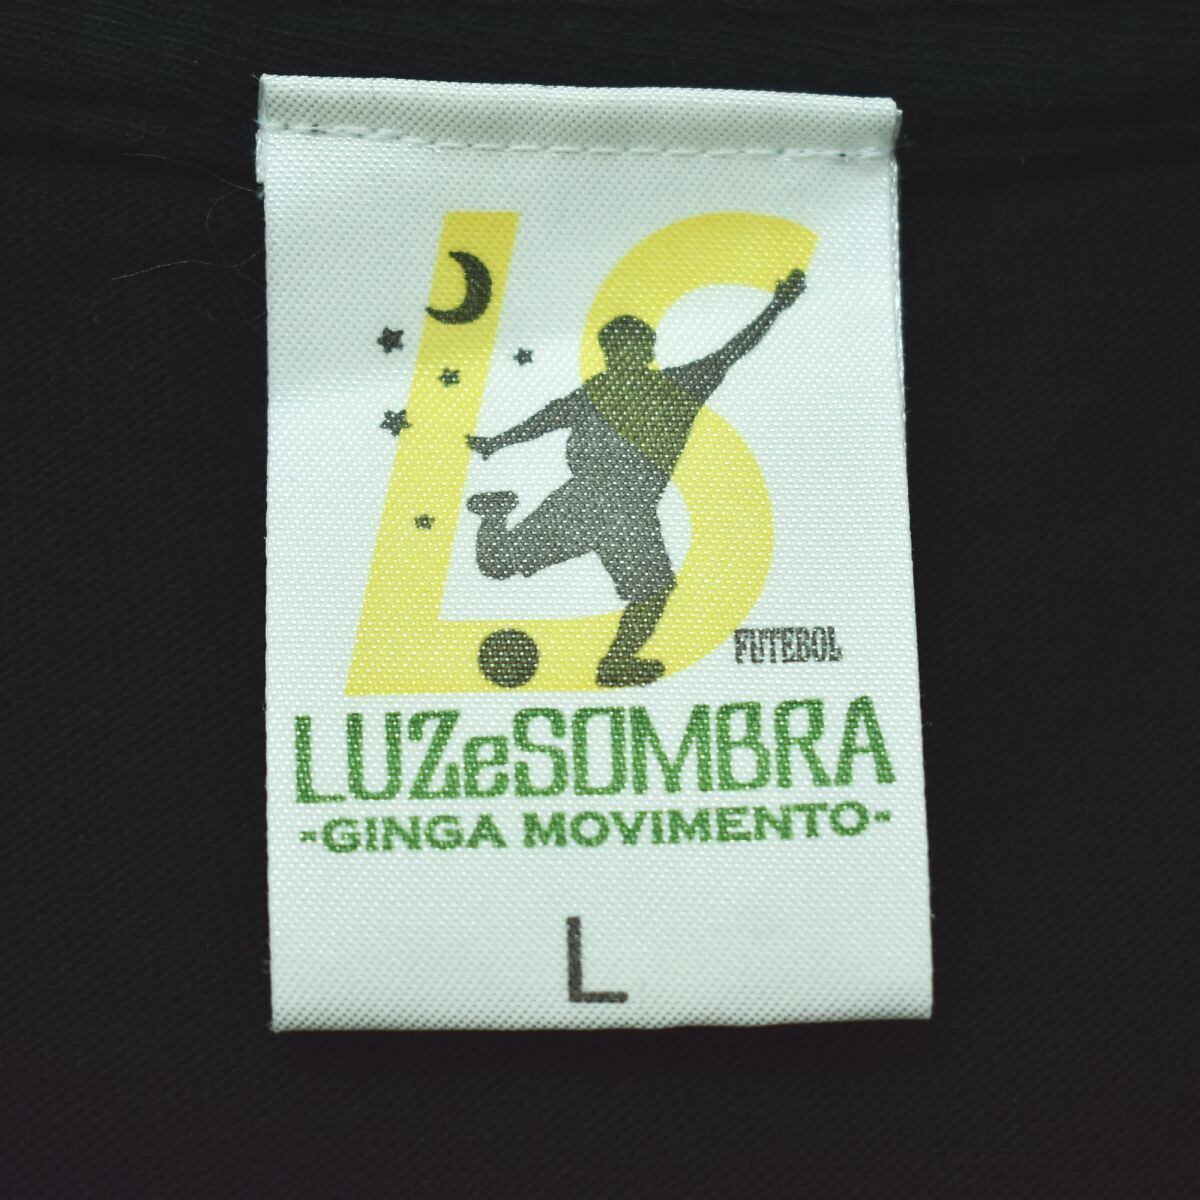 LS
FUTEBOL
LUZeSOMBRA
-GINGA MOVIMENTO-
L